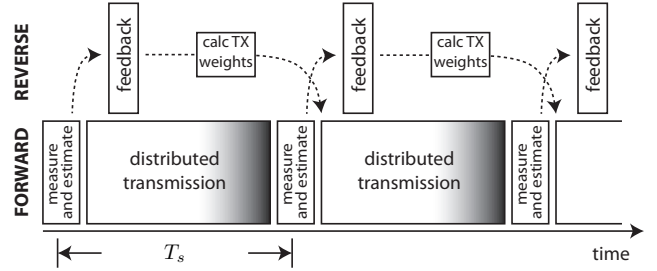 REVERSE
feedback
calc TX
weights
feedback
calc TX
weights
feedback
FORWARD
measure
and estimate
distributed
transmission
measure
and estimate
distributed
transmission
measure
and estimate
T_s
time